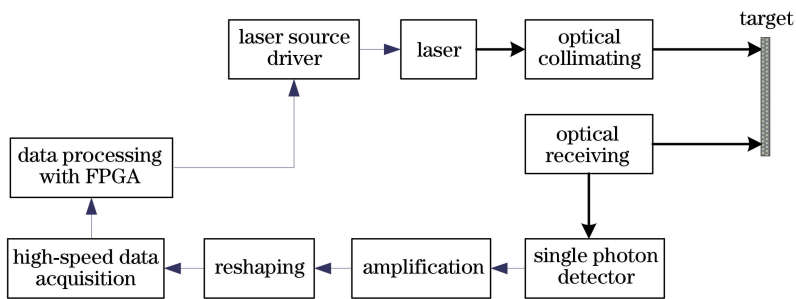 target
laser source
driver
laser
optical
collimating
optical
receiving
data processing
with FPGA
high-speed data
acquisition
reshaping
amplification
single photon
detector